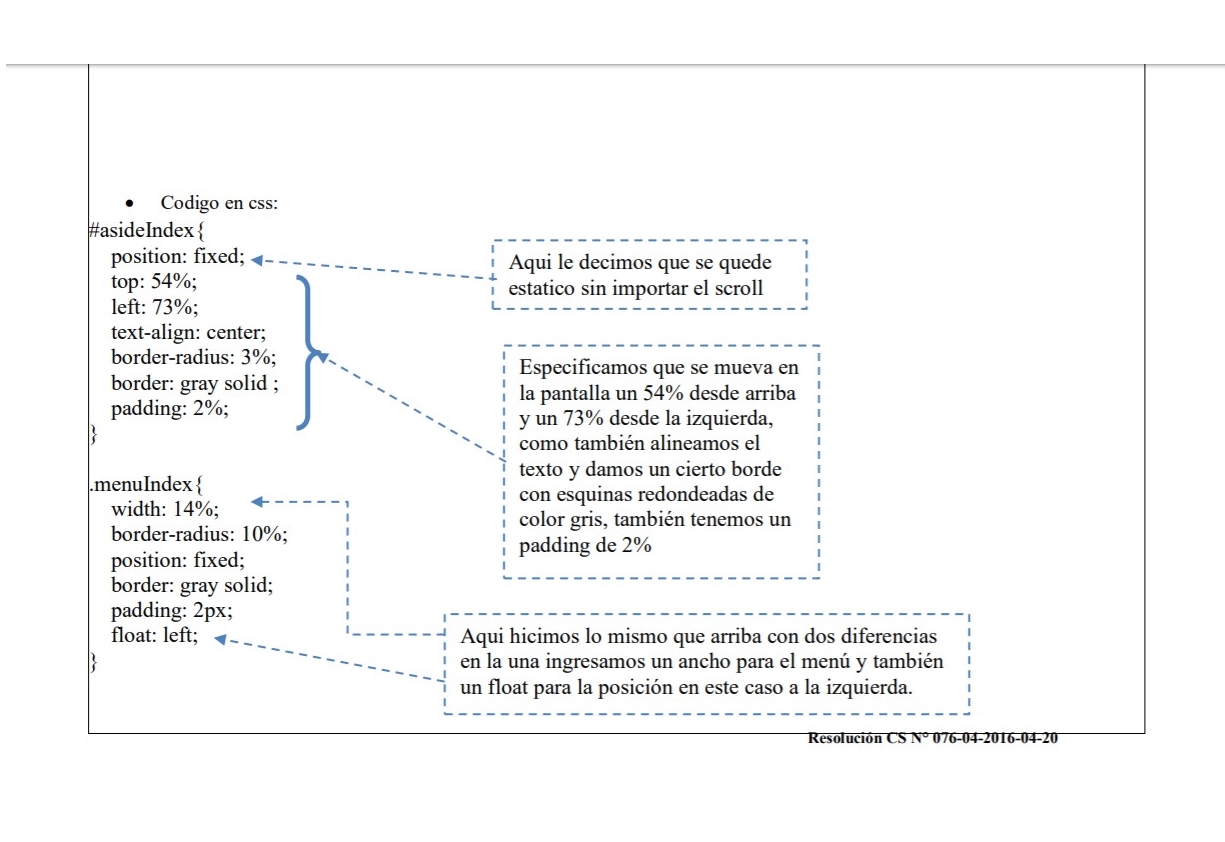 • Codigo en css:
#asideIndex{
position: fixed;
top: 54%;
left: 73%;
text-align: center;
border-radius: 3%;
border: gray solid ;
padding: 2%;
}
Aqui le decimos que se quede
estatico sin importar el scroll
Especificamos que se mueva en
la pantalla un 54% desde arriba
y un 73% desde la izquierda,
como también alineamos el
texto y damos un cierto borde
con esquinas redondeadas de
color gris, también tenemos un
padding de 2%
.menuIndex{
width: 14%;
border-radius: 10%;
position: fixed;
border: gray solid;
padding: 2px;
float: left;
}
Aqui hicimos lo mismo que arriba con dos diferencias
en la una ingresamos un ancho para el menú y también
un float para la posición en este caso a la izquierda.
Resolución CS N° 076-04-2016-04-20